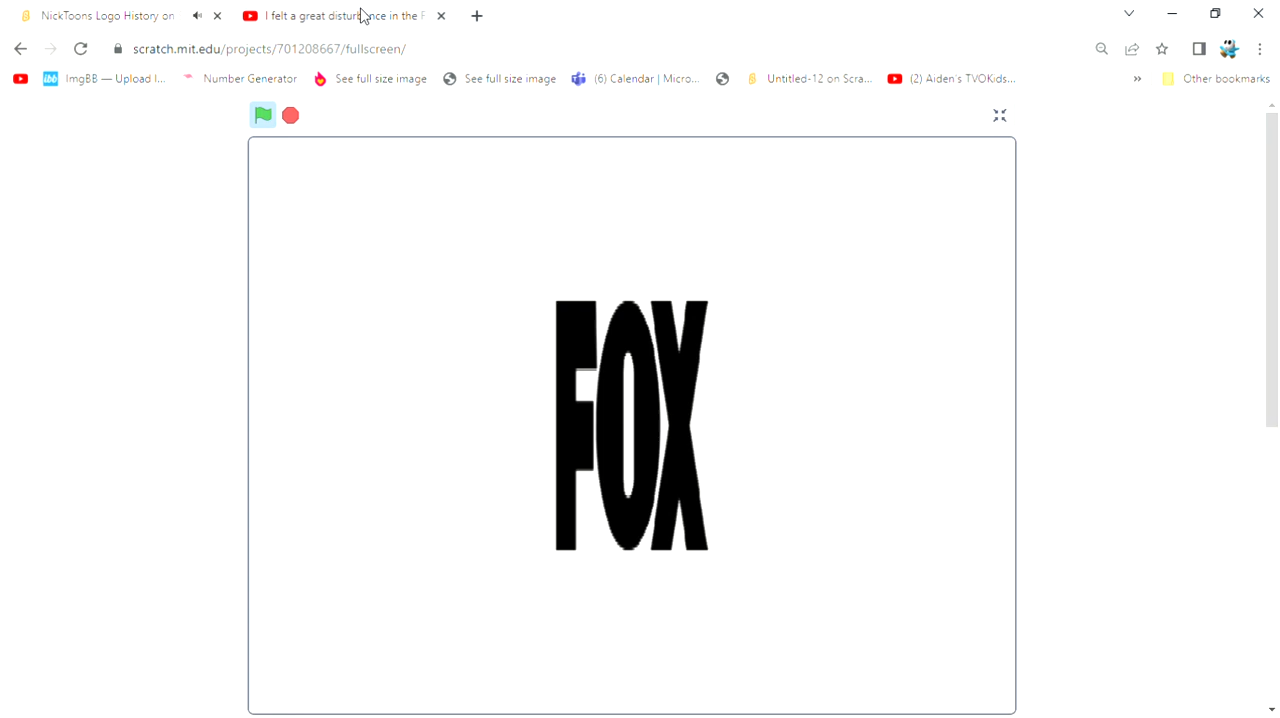 NickToons Logo History on
I felt a great disturbance in the F
scratch.mit.edu/projects/701208667/fullscreen/
ibb
ImgBB — Upload I...
Number Generator
See full size image
See full size image
(6) Calendar | Micro...
Untitled-12 on Scra...
(2) Aiden's TVOKids...
»
Other bookmarks
FOX